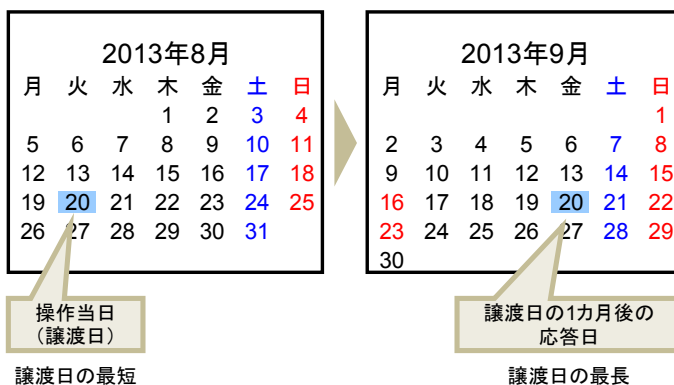 2013年8月
月 火 水 木 金 土 日
1 2 3 4
5 6 7 8 9 10 11
12 13 14 15 16 17 18
19 20 21 22 23 24 25
26 27 28 29 30 31
操作当日
(譲渡日)
譲渡日の最短
2013年9月
月 火 水 木 金 土 日
1
2 3 4 5 6 7 8
9 10 11 12 13 14 15
16 17 18 19 20 21 22
23 24 25 26 27 28 29
30
譲渡日の1カ月後の
応答日
譲渡日の最長